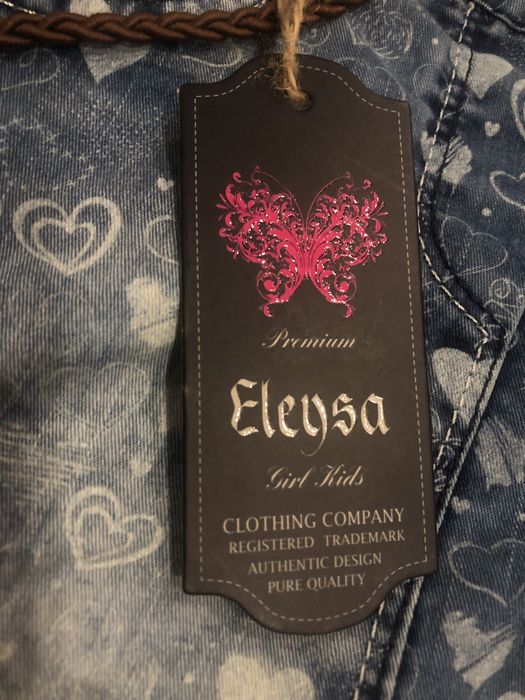 Premium
Eleysa
Girl Kids
CLOTHING COMPANY
REGISTERED TRADEMARK
AUTHENTIC DESIGN
PURE QUALITY